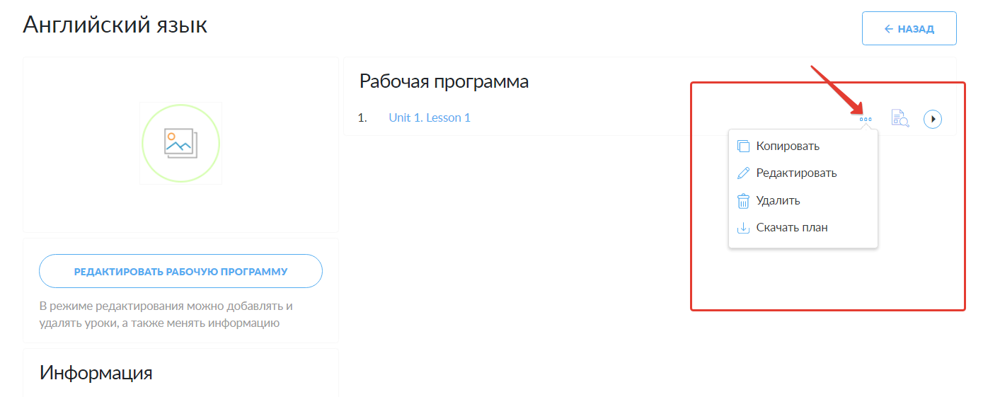 Английский язык
НАЗАД
Рабочая программа
1. Unit 1. Lesson 1
Копировать
Редактировать
Удалить
Скачать план
РЕДАКТИРОВАТЬ РАБОЧУЮ ПРОГРАММУ
В режиме редактирования можно добавлять и
удалять уроки, а также менять информацию
Информация